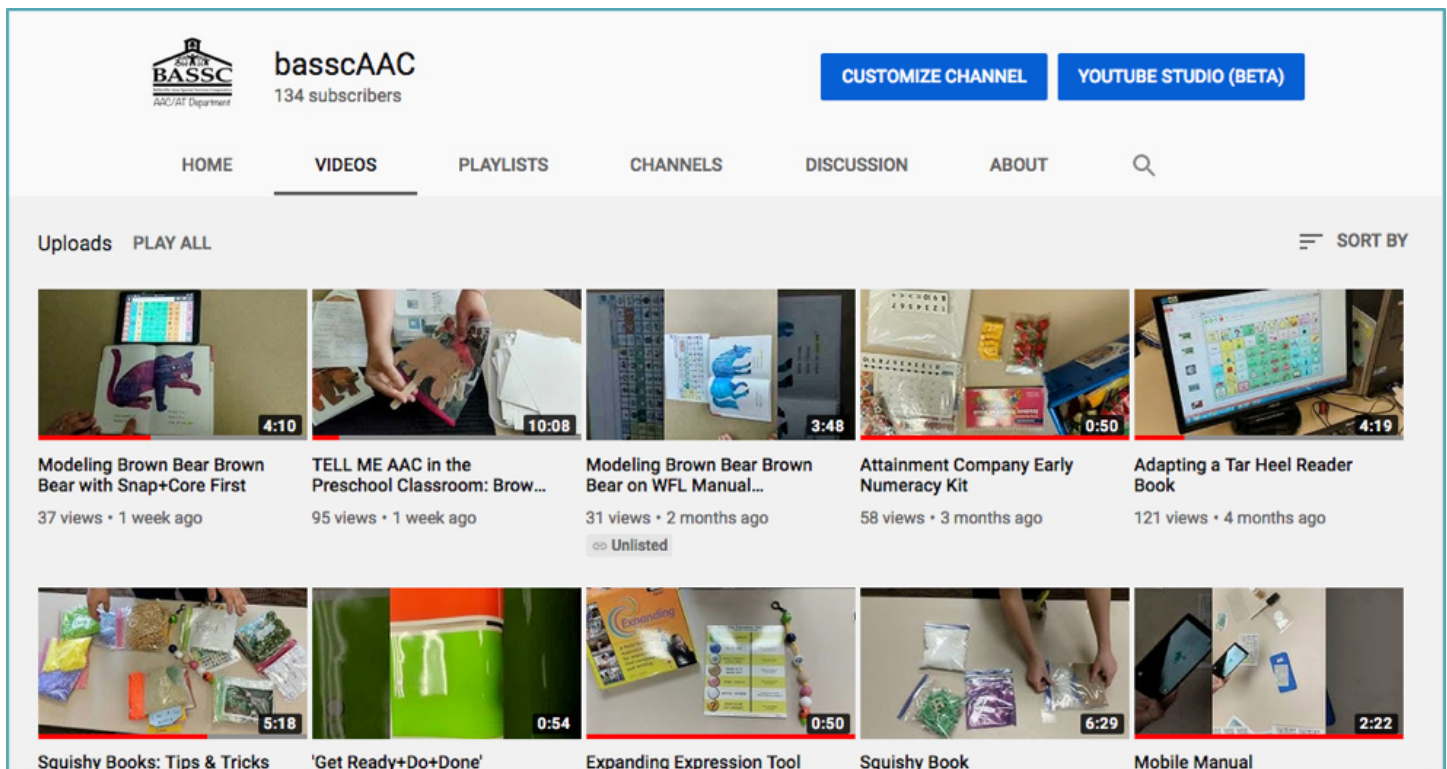 BASSC
AAC/AT Department
basscAAC
134 subscribers
CUSTOMIZE CHANNEL
YOUTUBE STUDIO (BETA)
HOME
VIDEOS
PLAYLISTS
CHANNELS
DISCUSSION
ABOUT
Uploads
PLAY ALL
SORT BY
4:10
10:08
3:48
0:50
4:19
Modeling Brown Bear Brown
Bear with Snap+Core First
37 views • 1 week ago
TELL ME AAC in the
Preschool Classroom: Brow...
95 views • 1 week ago
Modeling Brown Bear Brown
Bear on WFL Manual...
31 views • 2 months ago
Unlisted
Attainment Company Early
Numeracy Kit
58 views • 3 months ago
Adapting a Tar Heel Reader
Book
121 views • 4 months ago
Expanding
5:18
0:54
0:50
6:29
2:22
Squishy Books: Tips & Tricks
'Get Ready+Do+Done'
Expanding Expression Tool
Squishy Book
Mobile Manual